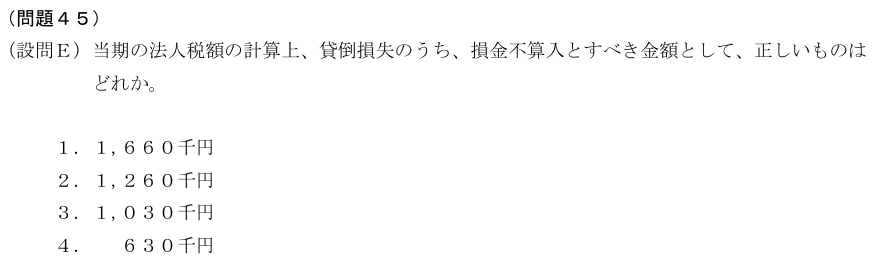 （問題４５）
（設問Ｅ）当期の法人税額の計算上、貸倒損失のうち、損金不算入とすべき金額として、正しいものは
どれか。
１．１,６６０千円
２．１,２６０千円
３．１,０３０千円
４．　６３０千円